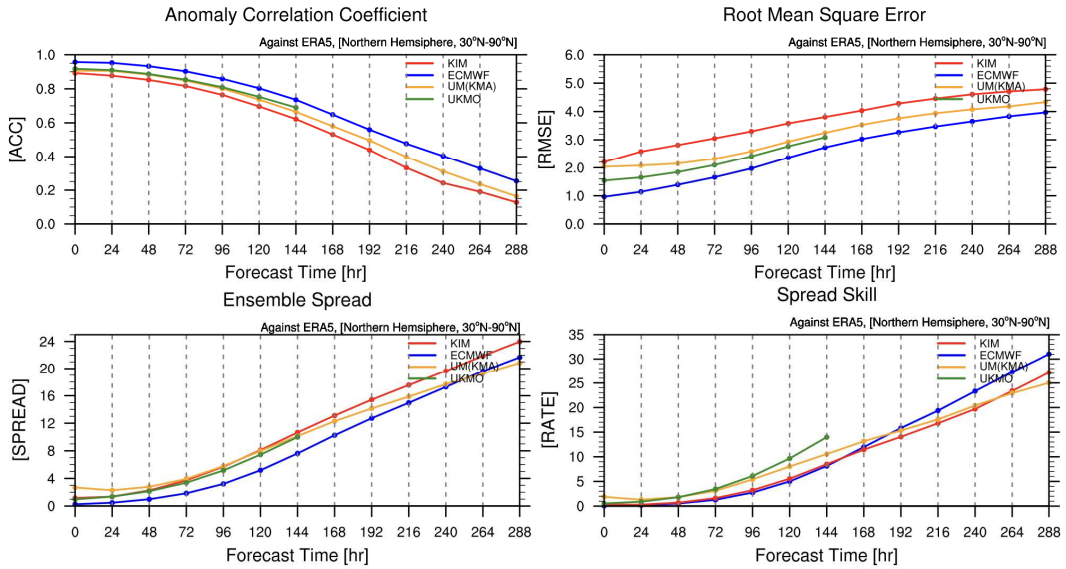 Anomaly Correlation Coefficient
Against ERA5, [Northern Hemsiphere, 30°N-90°N]
[ACC]
1.0
0.8
0.6
0.4
0.2
0.0
KIM
ECMWF
UM(KMA)
UKMO
0 24 48 72 96 120 144 168 192 216 240 264 288
Forecast Time [hr]
Root Mean Square Error
Against ERA5, [Northern Hemsiphere, 30°N-90°N]
[RMSE]
6.0
5.0
4.0
3.0
2.0
1.0
0.0
KIM
ECMWF
UM(KMA)
UKMO
0 24 48 72 96 120 144 168 192 216 240 264 288
Forecast Time [hr]
Ensemble Spread
Against ERA5, [Northern Hemsiphere, 30°N-90°N]
[SPREAD]
24
20
16
12
8
4
0
KIM
ECMWF
UM(KMA)
UKMO
0 24 48 72 96 120 144 168 192 216 240 264 288
Forecast Time [hr]
Spread Skill
Against ERA5, [Northern Hemsiphere, 30°N-90°N]
[RATE]
35
30
25
20
15
10
5
0
KIM
ECMWF
UM(KMA)
UKMO
0 24 48 72 96 120 144 168 192 216 240 264 288
Forecast Time [hr]